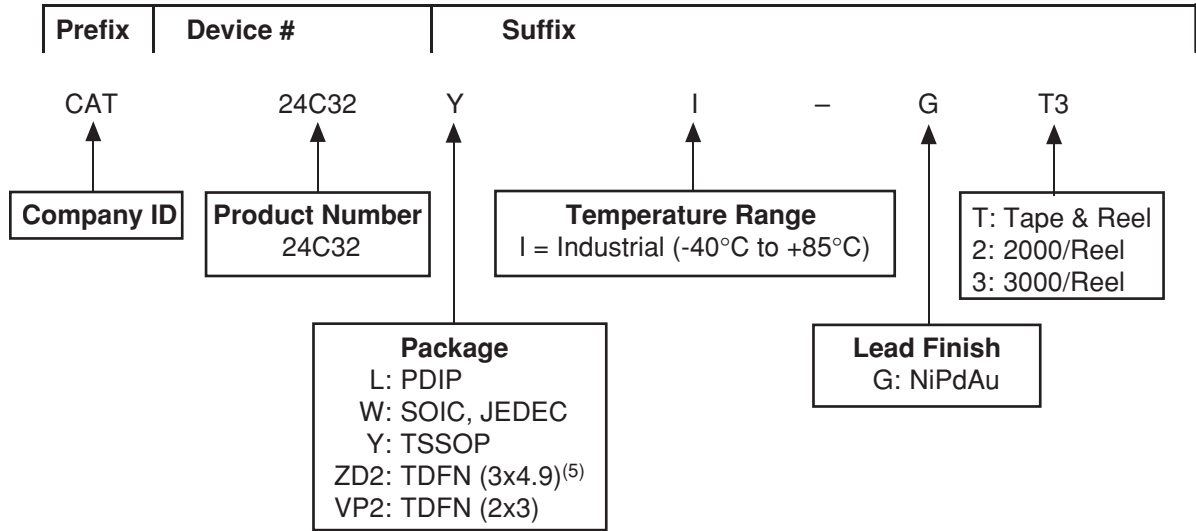 Prefix Device # Suffix
CAT 24C32 Y I – G T3
Company ID
Product Number
24C32
Temperature Range
I = Industrial (-40°C to +85°C)
T: Tape & Reel
2: 2000/Reel
3: 3000/Reel
Package
L: PDIP
W: SOIC, JEDEC
Y: TSSOP
ZD2: TDFN (3x4.9)(5)
VP2: TDFN (2x3)
Lead Finish
G: NiPdAu